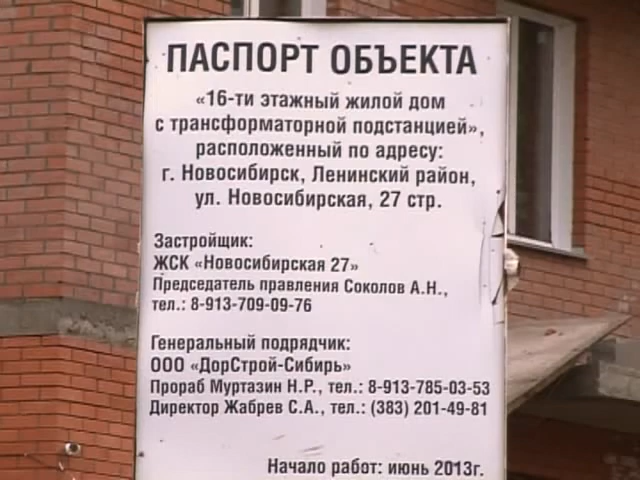 ПАСПОРТ ОБЪЕКТА
«16-ти этажный жилой дом
с трансформаторной подстанцией»,
расположенный по адресу:
г. Новосибирск, Ленинский район,
ул. Новосибирская, 27 стр.
Застройщик:
ЖСК «Новосибирская 27»
Председатель правления Соколов А.Н.,
тел.: 8-913-709-09-76
Генеральный подрядчик:
ООО «ДорСтрой-Сибирь»
Прораб Муртазин Н.Р., тел.: 8-913-785-03-53
Директор Жабрев С.А., тел.: (383) 201-49-81
Начало работ: июнь 2013г.